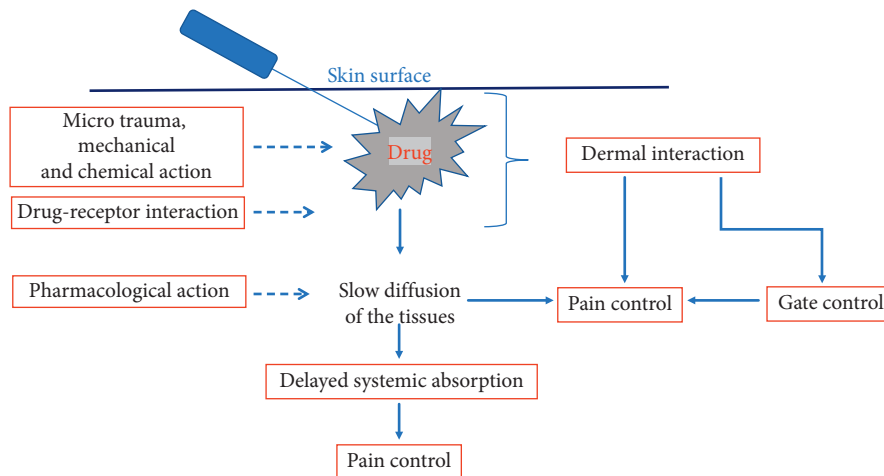 Skin surface
Micro trauma,
mechanical
and chemical action
Drug
Dermal interaction
Drug-receptor interaction
Pharmacological action
Slow diffusion
of the tissues
Pain control
Gate control
Delayed systemic absorption
Pain control